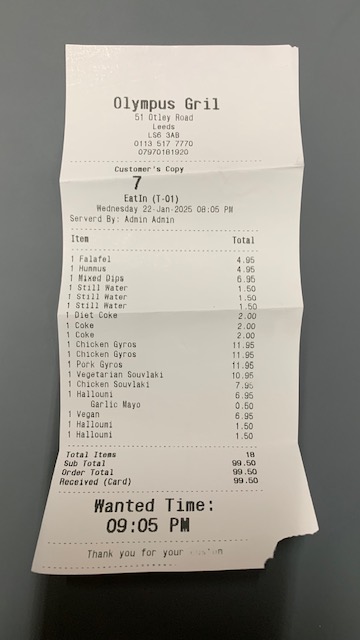 Olympus Gril
51 Otley Road
Leeds
LS6 3AB
0113 517 7770
07970181920
Customer's Copy
7
EatIn (T-01)
Wednesday 22-Jan-2025 08:05 PM
Serverd By: Admin Admin
Item Total
1 Falafel 4.95
1 Hummus 4.95
1 Mixed Dips 6.95
1 Still Water 1.50
1 Still Water 1.50
1 Still Water 1.50
1 Diet Coke 2.00
1 Coke 2.00
1 Coke 2.00
1 Chicken Gyros 11.95
1 Chicken Gyros 11.95
1 Pork Gyros 11.95
1 Vegetarian Souvlaki 10.95
1 Chicken Souvlaki 7.95
1 Halloumi 6.95
Garlic Mayo 0.50
1 Vegan 6.95
1 Halloumi 1.50
1 Halloumi 1.50
Total Items 18
Sub Total 99.50
Order Total 99.50
Received (Card) 99.50
Wanted Time:
09:05 PM
Thank you for your